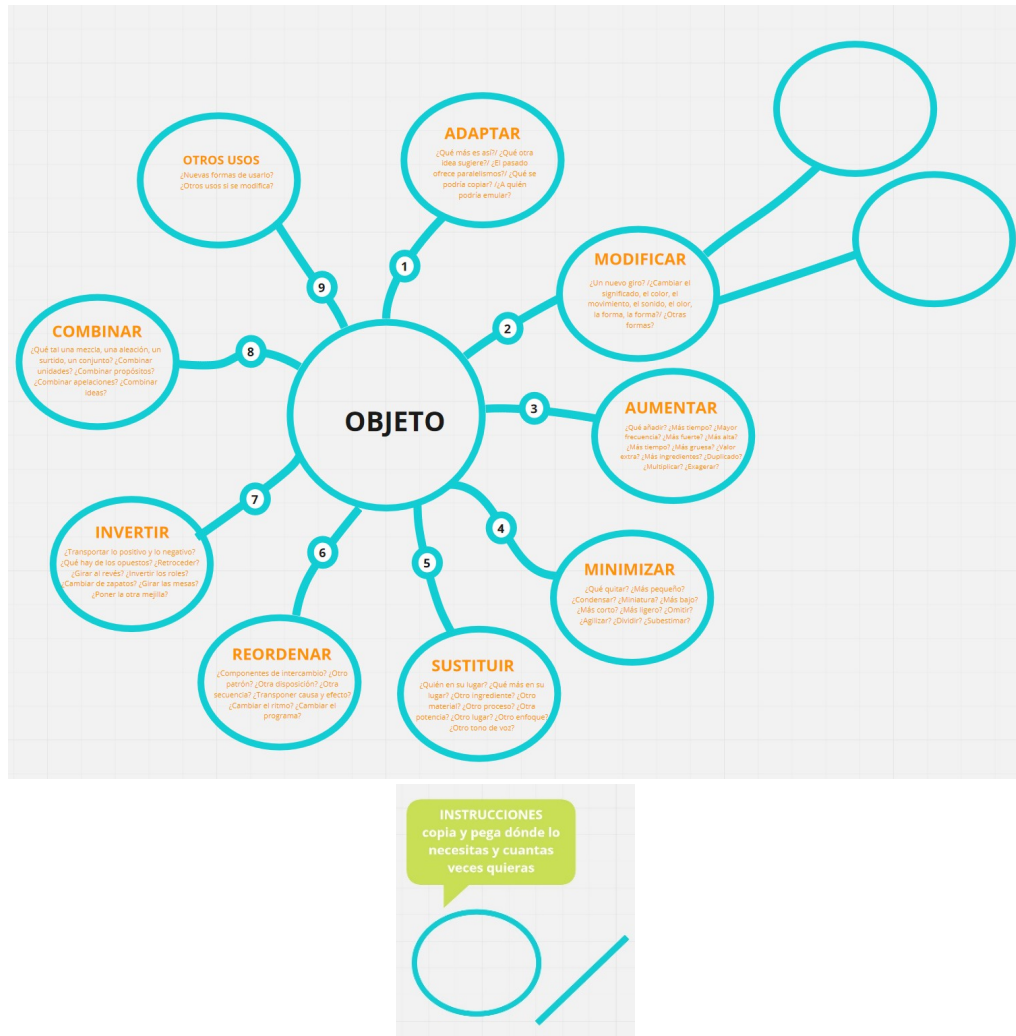 OBJETO
1
ADAPTAR
¿Qué más es así?/ ¿Qué otra
idea sugiere?/ ¿El pasado
ofrece paralelismos?/ ¿Qué se
podría copiar? /¿A quién
podría emular?
2
MODIFICAR
¿Un nuevo giro? /¿Cambiar el
significado, el color, el
movimiento, el sonido, el olor,
la forma, la forma?/ ¿Otras
formas?
3
AUMENTAR
¿Qué añadir? ¿Más tiempo? ¿Mayor
frecuencia? ¿Más fuerte? ¿Más alta?
¿Más tiempo? ¿Más gruesa? ¿Valor
extra? ¿Más ingredientes? ¿Duplicado?
¿Multiplicar? ¿Exagerar?
4
MINIMIZAR
¿Qué quitar? ¿Más pequeño?
¿Condensar? ¿Miniatura? ¿Más bajo?
¿Más corto? ¿Más ligero? ¿Omitir?
¿Agilizar? ¿Dividir? ¿Subestimar?
5
SUSTITUIR
¿Quién en su lugar? ¿Qué más en su
lugar? ¿Otro ingrediente? ¿Otro
material? ¿Otro proceso? ¿Otra
potencia? ¿Otro lugar? ¿Otro enfoque?
¿Otro tono de voz?
6
REORDENAR
¿Componentes de intercambio? ¿Otro
patrón? ¿Otra disposición? ¿Otra
secuencia? ¿Transponer causa y efecto?
¿Cambiar el ritmo? ¿Cambiar el
programa?
7
INVERTIR
¿Transportar lo positivo y lo negativo?
¿Qué hay de los opuestos? ¿Retroceder?
¿Girar al revés? ¿Invertir los roles?
¿Cambiar de zapatos? ¿Girar las mesas?
¿Poner la otra mejilla?
8
COMBINAR
¿Qué tal una mezcla, una aleación, un
surtido, un conjunto? ¿Combinar
unidades? ¿Combinar propósitos?
¿Combinar apelaciones? ¿Combinar
ideas?
9
OTROS USOS
¿Nuevas formas de usarlo?
¿Otros usos si se modifica?
INSTRUCCIONES
copia y pega dónde lo
necesitas y cuantas
veces quieras